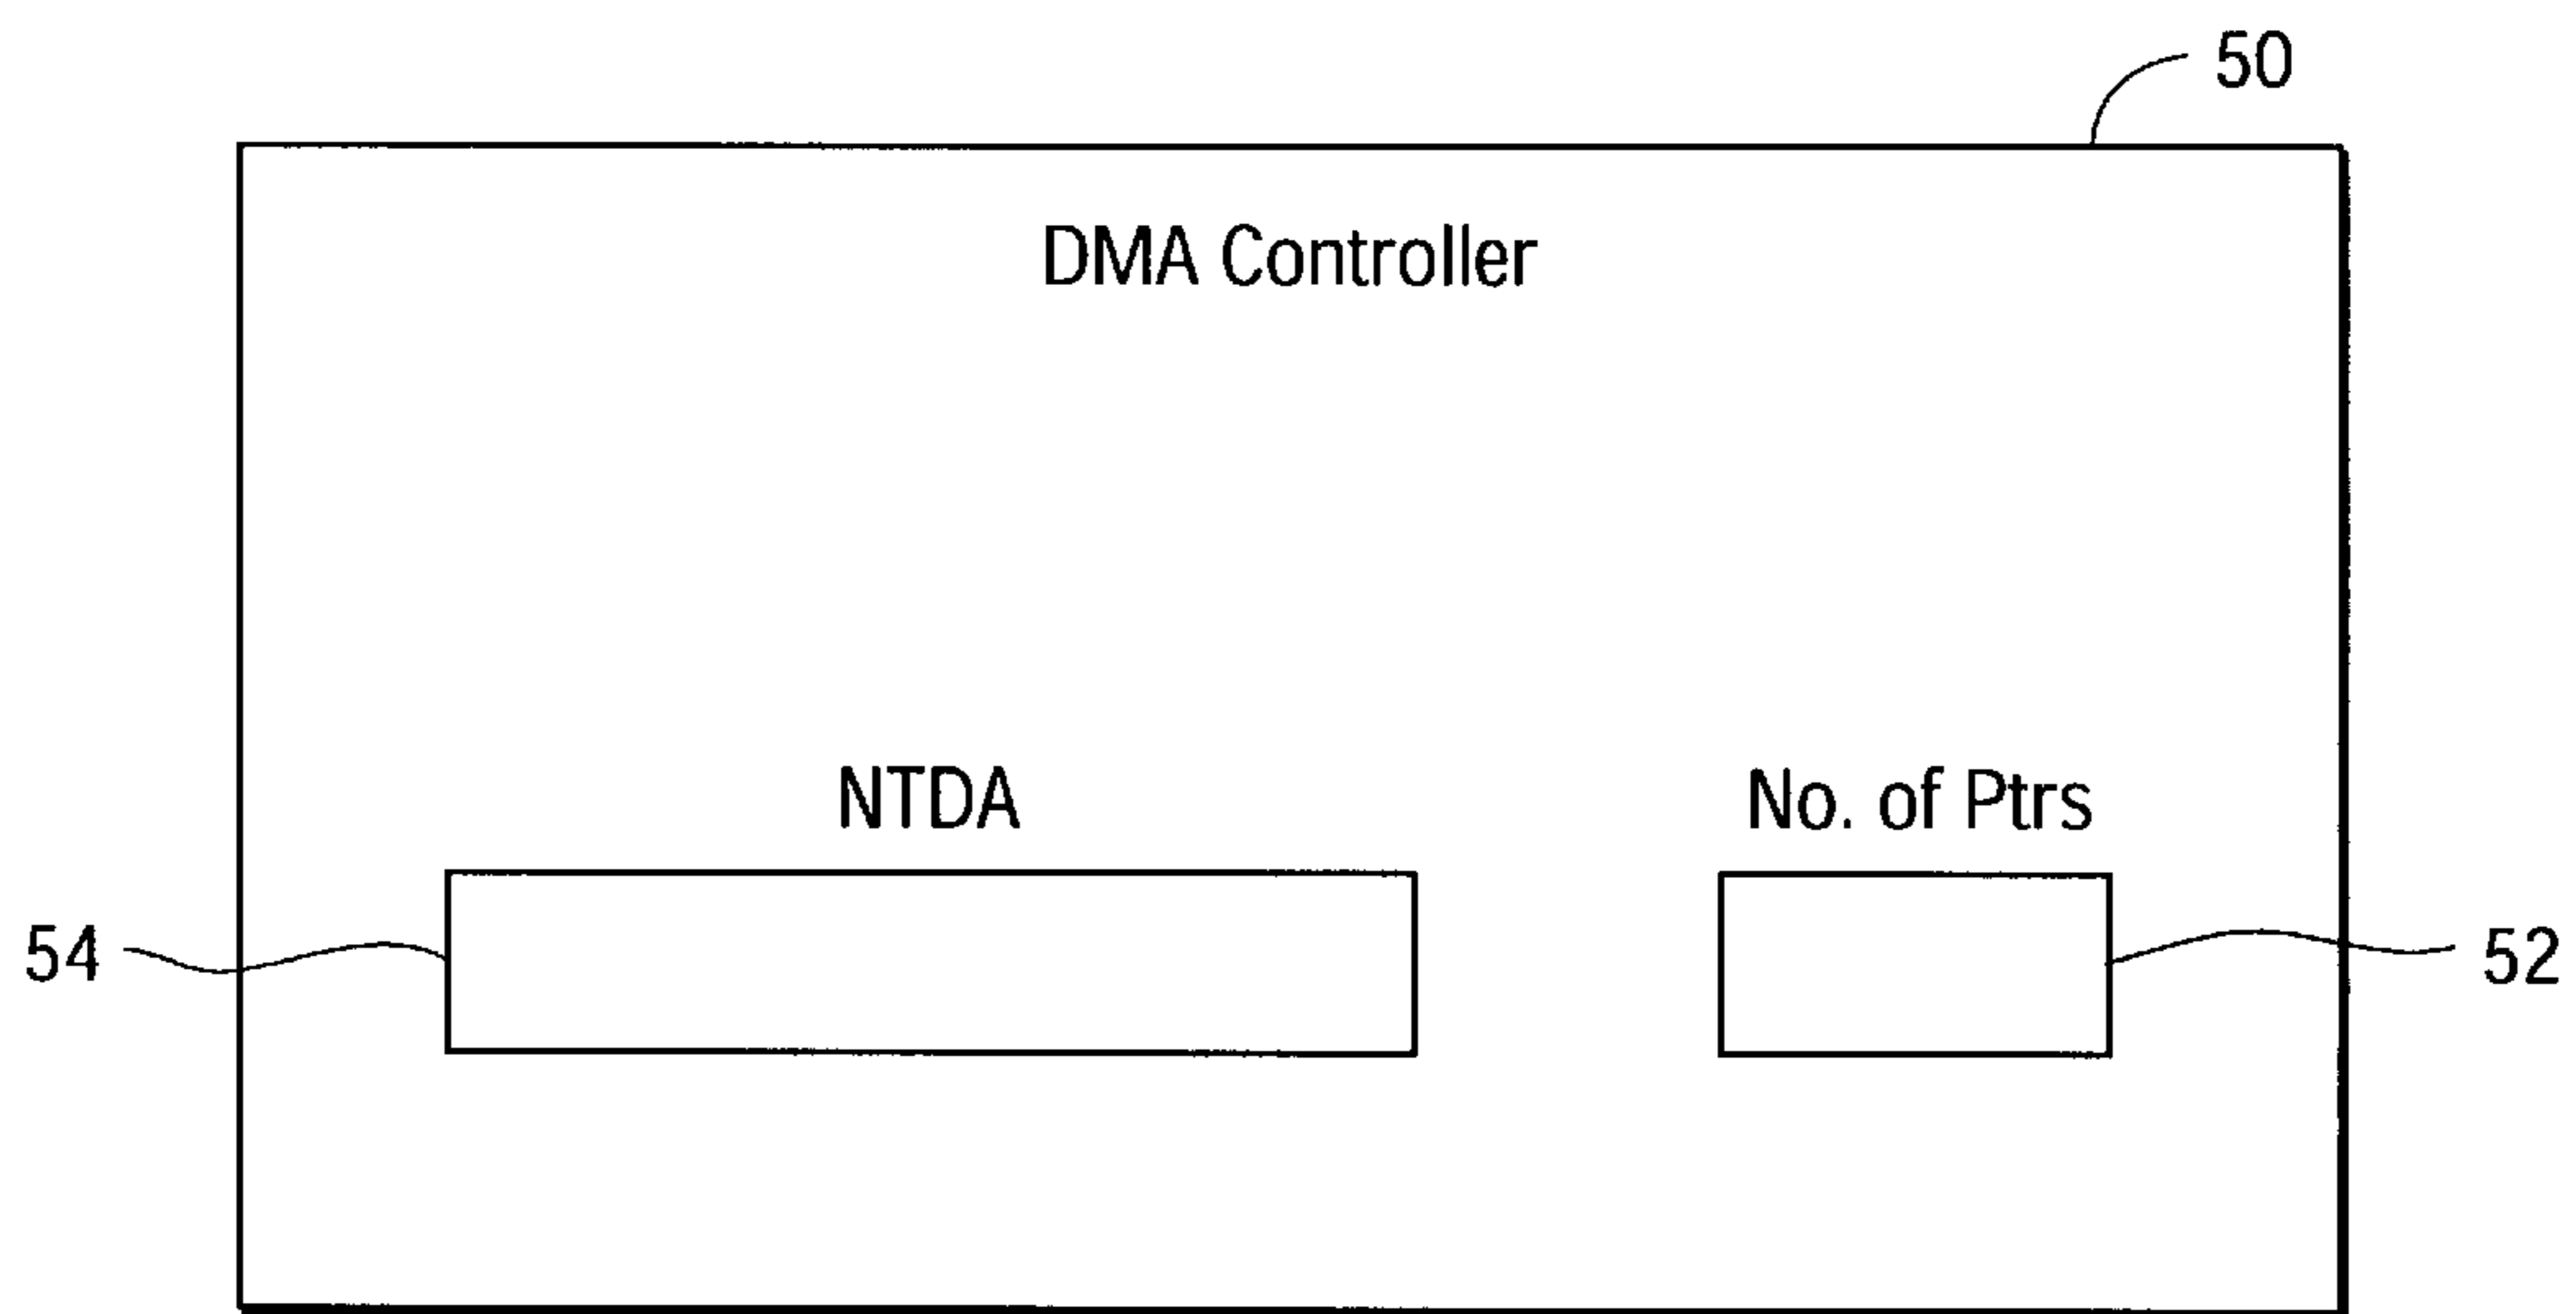 50
DMA Controller
NTDA
No. of Ptrs
54
52